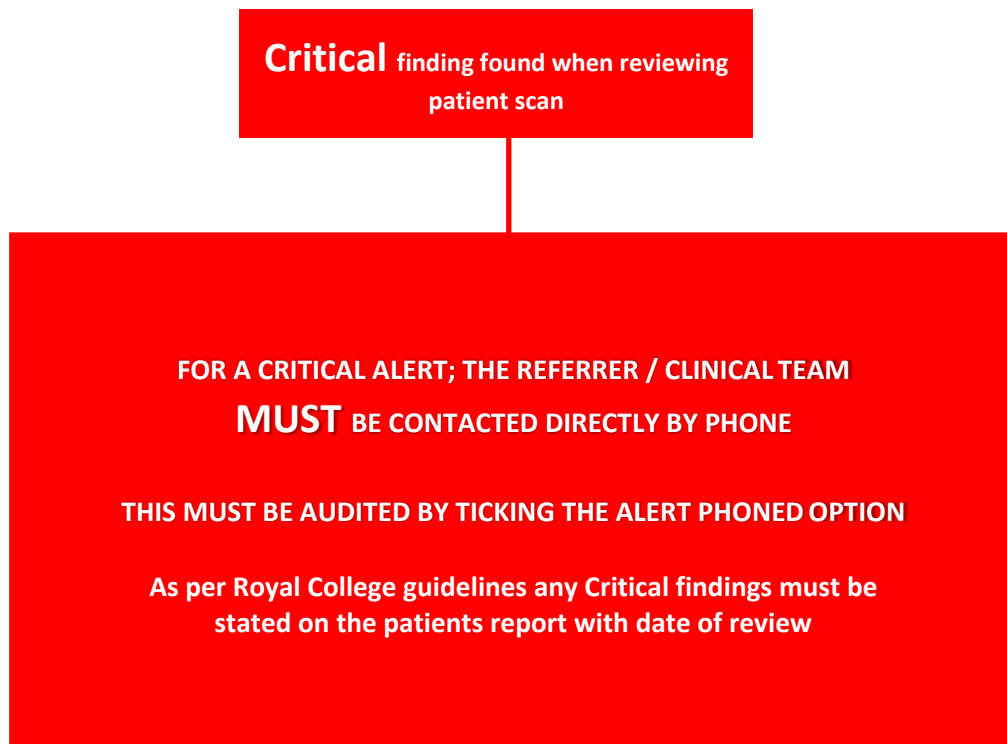 Critical finding found when reviewing
patient scan
FOR A CRITICAL ALERT; THE REFERRER / CLINICAL TEAM
MUST BE CONTACTED DIRECTLY BY PHONE
THIS MUST BE AUDITED BY TICKING THE ALERT PHONED OPTION
As per Royal College guidelines any Critical findings must be
stated on the patients report with date of review